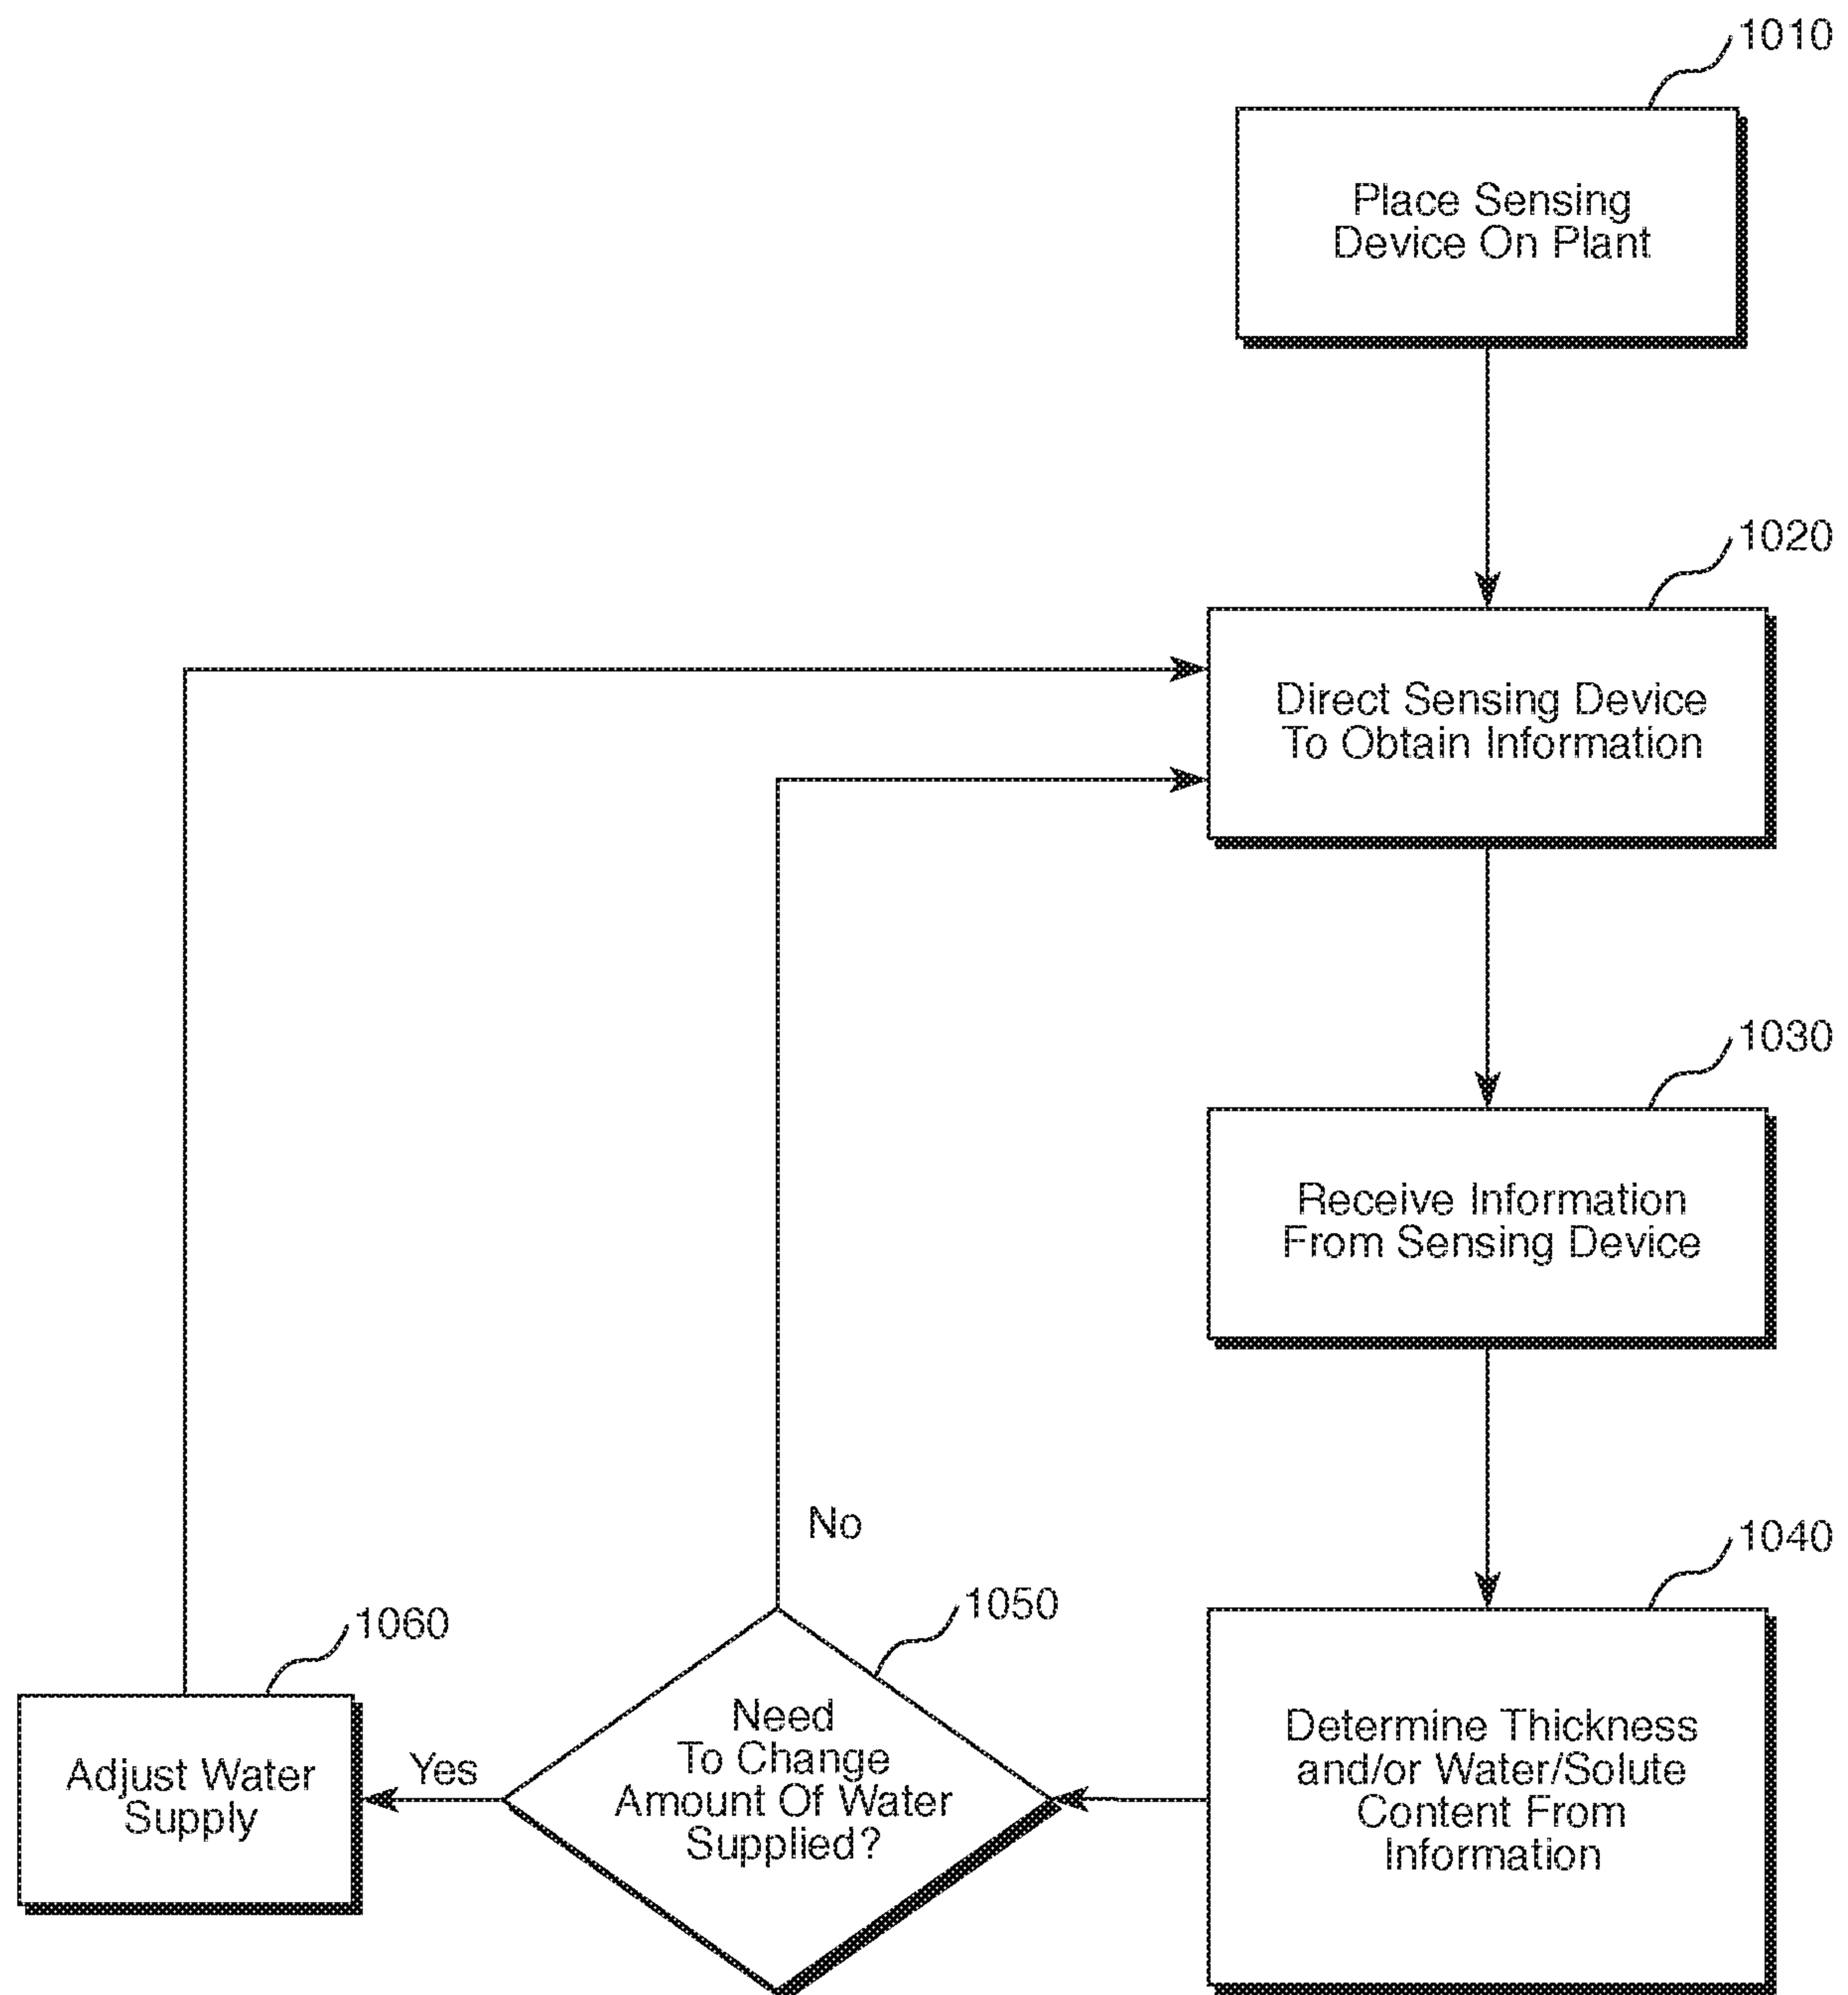 1010
Place Sensing
Device On Plant
1020
Direct Sensing Device
To Obtain Information
1030
Receive Information
From Sensing Device
No
1040
1050
1060
Determine Thickness
and/or Water/Solute
Content From
Information
Need
To Change
Amount Of Water
Supplied?
Yes
Adjust Water
Supply